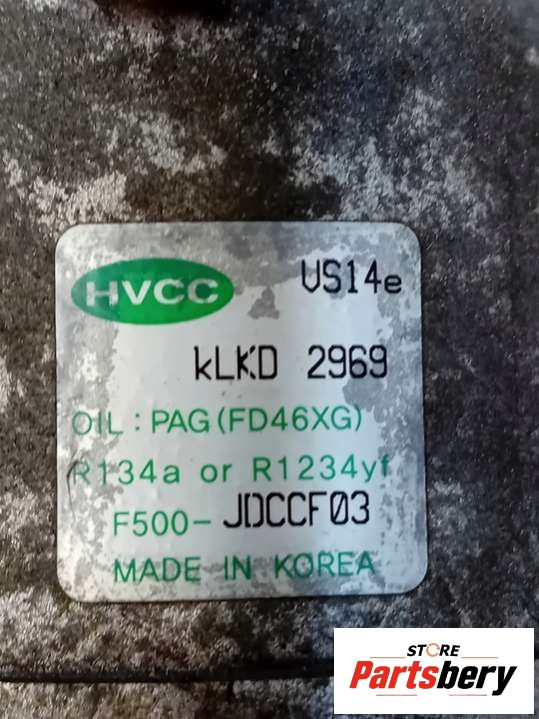 HVCC VS14e
kLKD 2969
OIL : PAG (FD46XG)
R134a or R1234yf
F500-JDCCF03
MADE IN KOREA
STORE
Partsbery